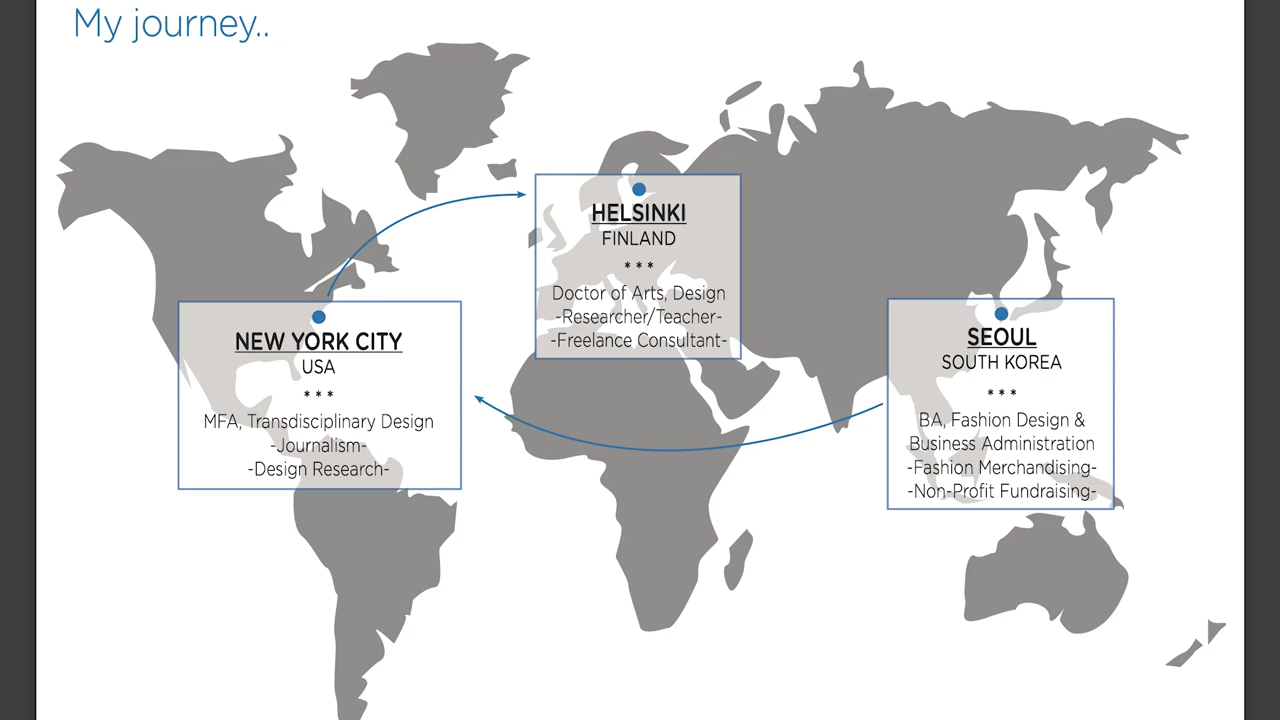 My journey..
HELSINKI
FINLAND
* * *
Doctor of Arts, Design
-Researcher/Teacher-
-Freelance Consultant-
NEW YORK CITY
USA
* * *
MFA, Transdisciplinary Design
-Journalism-
-Design Research-
SEOUL
SOUTH KOREA
* * *
BA, Fashion Design &
Business Administration
-Fashion Merchandising-
-Non-Profit Fundraising-